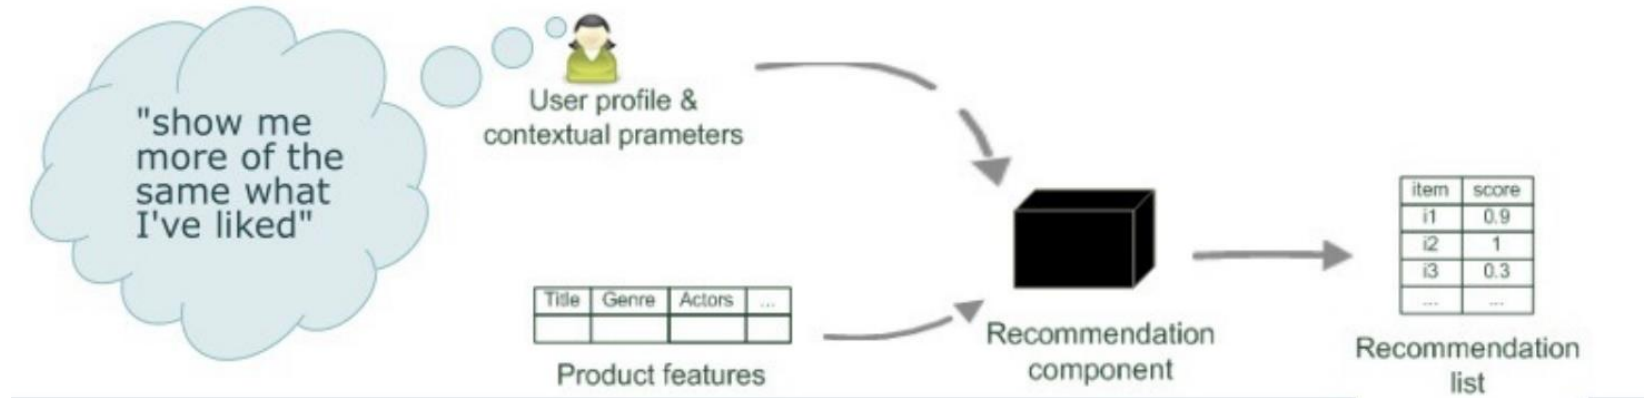 "show me
more of the
same what
I've liked"
User profile &
contextual prameters
Title Genre Actors ...
Product features
Recommendation
component
item score
i1 0.9
i2 1
i3 0.3
... ...
Recommendation
list